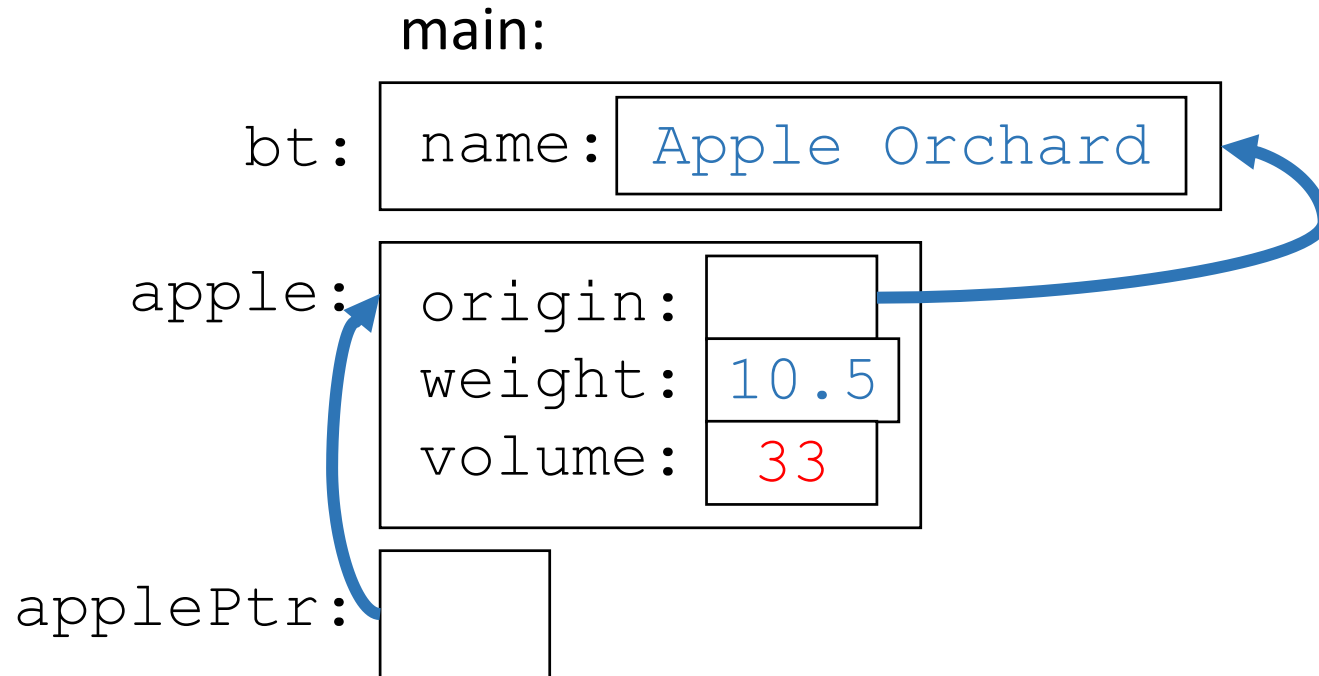 main:
bt: name: Apple Orchard
apple: origin:
weight: 10.5
volume: 33
applePtr: